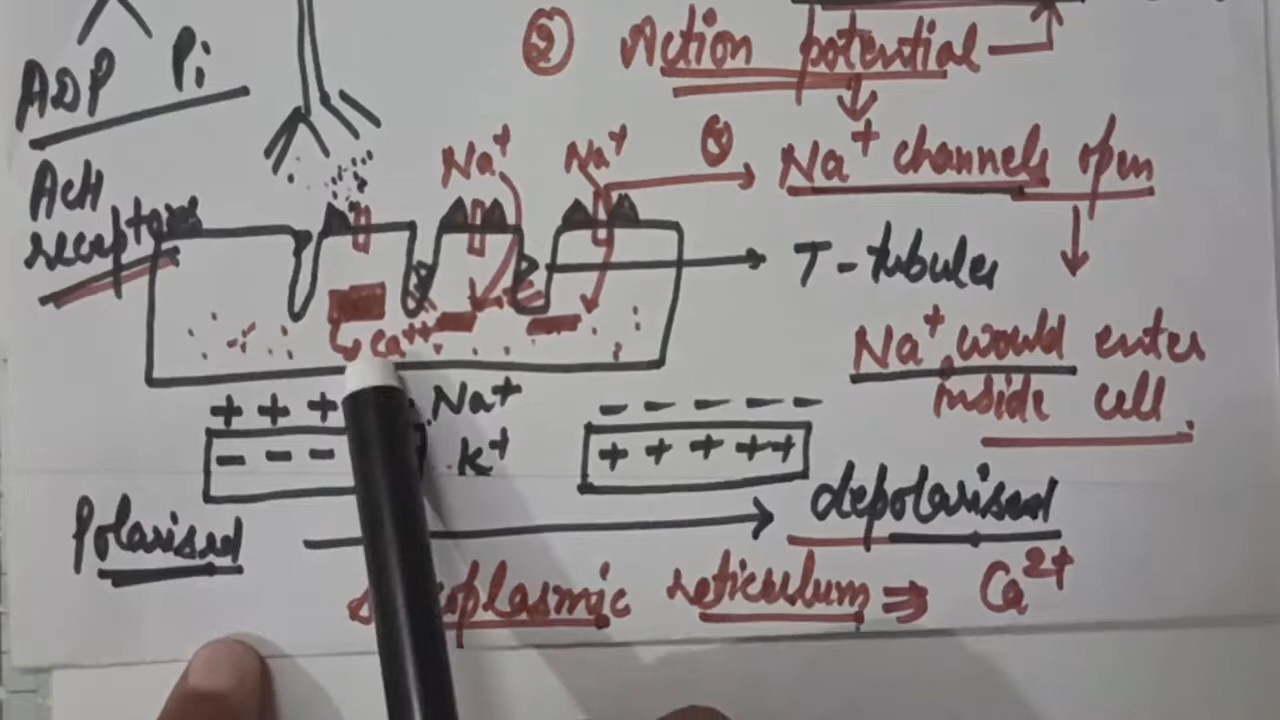 ② Action potential
ADP Pi
Na⁺ channels open
Na⁺ Na⁺
ACH
receptors
T-tubules
Ca⁺⁺
Na⁺ would enter
inside cell.
+ + + Na⁺
- - - K⁺
- - - - -
+ + + + +
Polarised
depolarised
reticulum ⇒ Ca²⁺